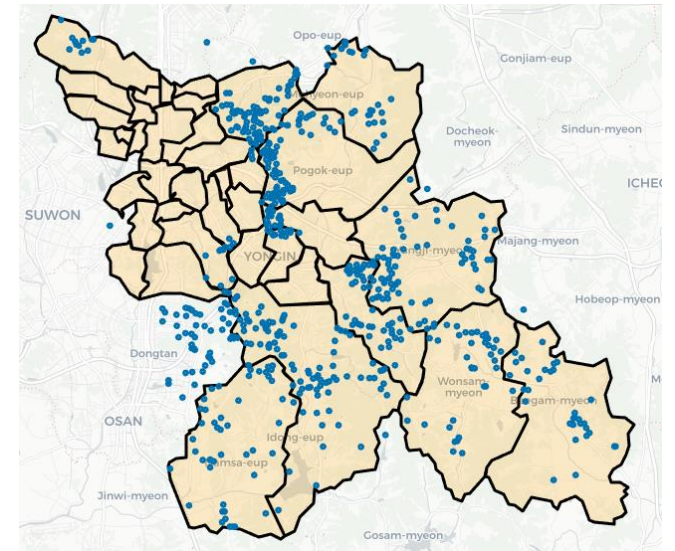 Opo-eup
Gonjiam-eup
Docheok-
myeon
Sindun-myeon
Pogok-eup
SUWON
YONGIN
Majang-myeon
Hobeop-myeon
Dongtan
Wonsam-
myeon
OSAN
Idong-eup
Jinwi-myeon
Gosam-myeon